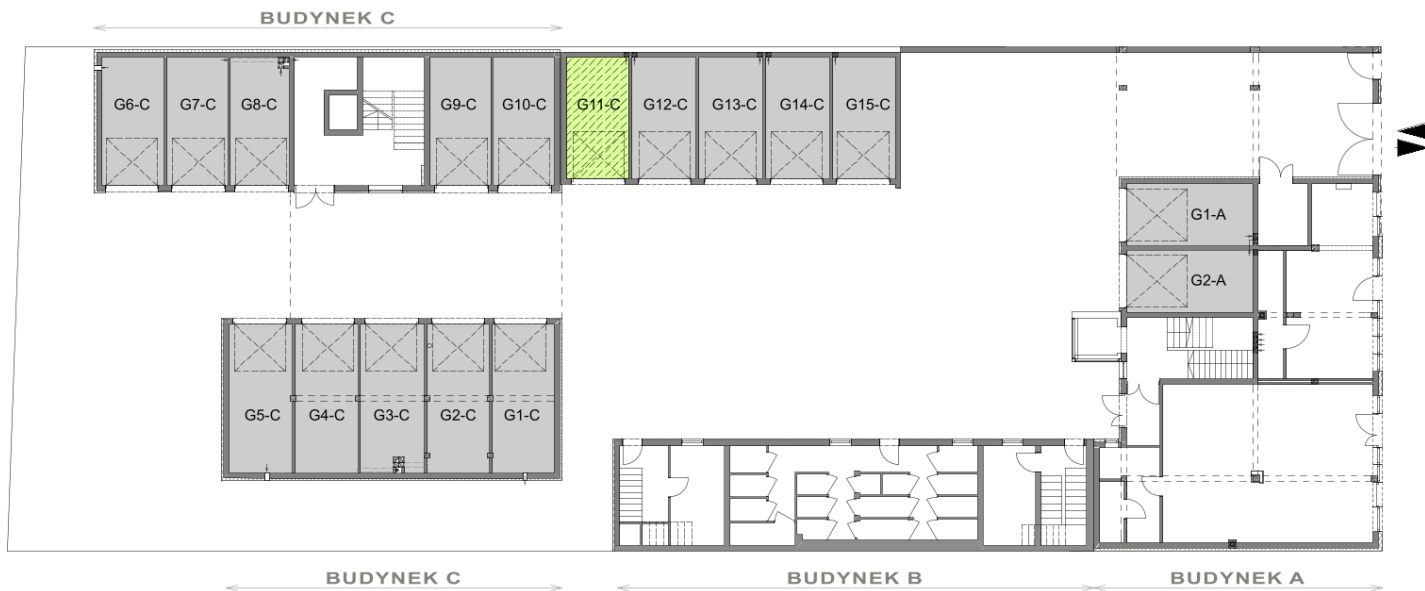 BUDYNEK C
G6-C G7-C G8-C G9-C G10-C G11-C G12-C G13-C G14-C G15-C
G1-A
G2-A
G5-C G4-C G3-C G2-C G1-C
BUDYNEK C BUDYNEK B BUDYNEK A